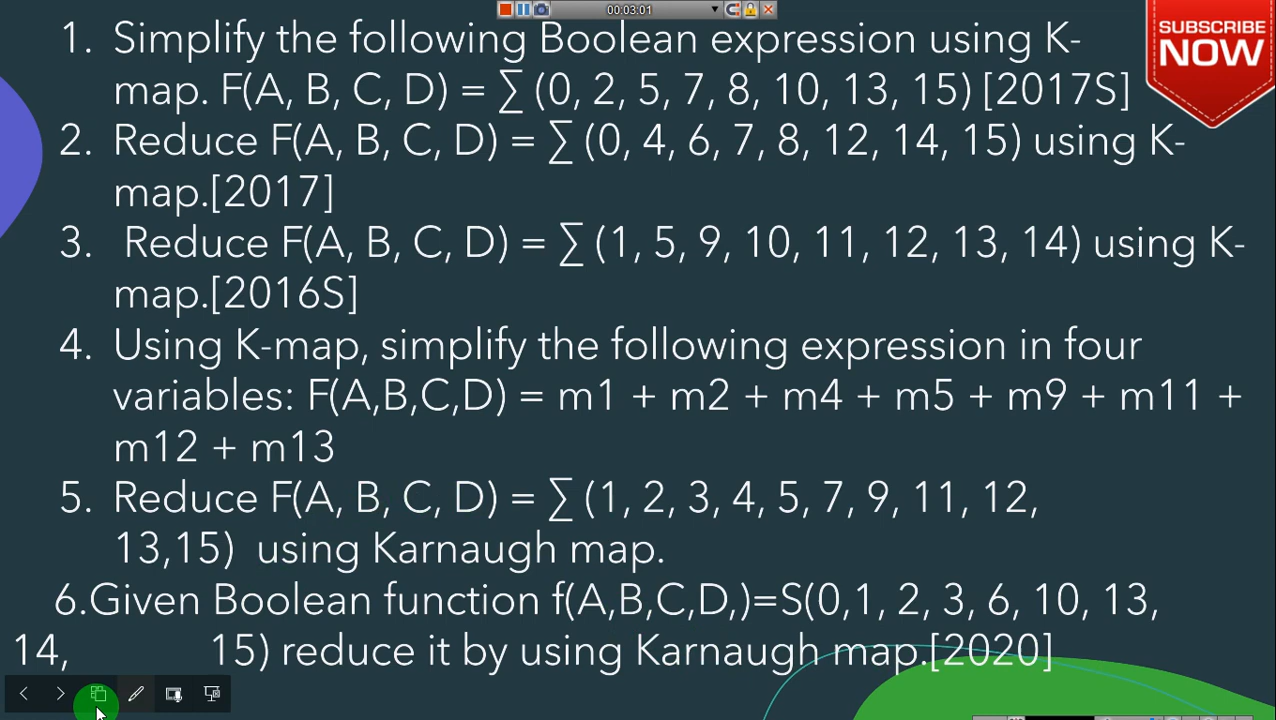 00:03:01
SUBSCRIBE
NOW
1. Simplify the following Boolean expression using K-
map. F(A, B, C, D) = ∑ (0, 2, 5, 7, 8, 10, 13, 15) [2017S]
2. Reduce F(A, B, C, D) = ∑ (0, 4, 6, 7, 8, 12, 14, 15) using K-
map.[2017]
3. Reduce F(A, B, C, D) = ∑ (1, 5, 9, 10, 11, 12, 13, 14) using K-
map.[2016S]
4. Using K-map, simplify the following expression in four
variables: F(A,B,C,D) = m1 + m2 + m4 + m5 + m9 + m11 +
m12 + m13
5. Reduce F(A, B, C, D) = ∑ (1, 2, 3, 4, 5, 7, 9, 11, 12,
13,15) using Karnaugh map.
6.Given Boolean function f(A,B,C,D,)=S(0,1, 2, 3, 6, 10, 13,
14, 15) reduce it by using Karnaugh map.[2020]